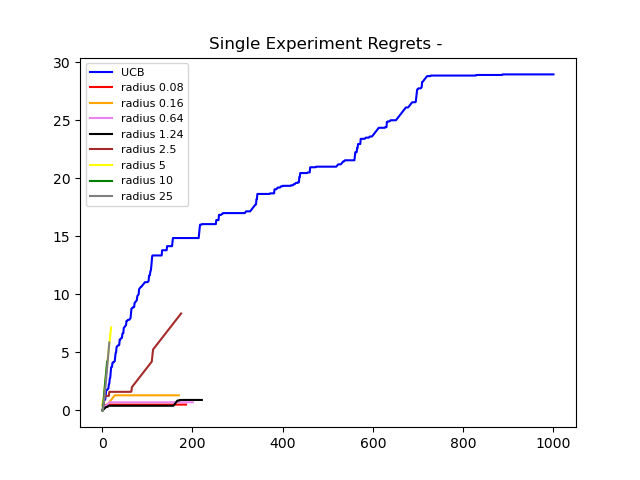 Single Experiment Regrets -
30
25
20
15
10
5
0
UCB
radius 0.08
radius 0.16
radius 0.64
radius 1.24
radius 2.5
radius 5
radius 10
radius 25
0 200 400 600 800 1000